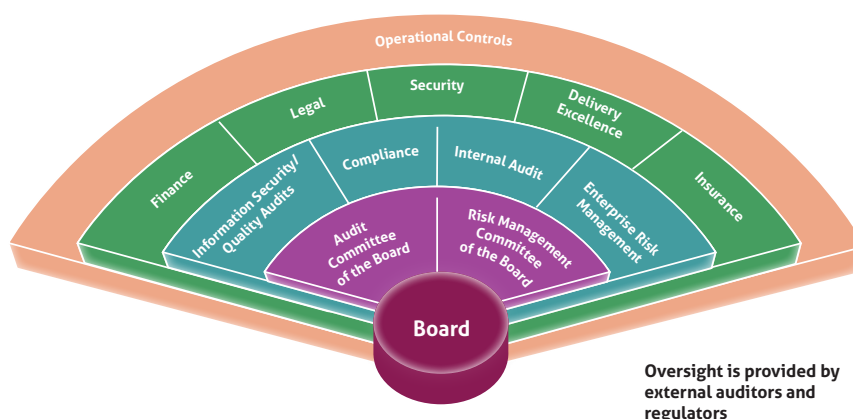 Operational Controls
Finance
Legal
Security
Delivery
Excellence
Insurance
Information Security/
Quality Audits
Compliance
Internal Audit
Enterprise Risk
Management
Audit
Committee
of the Board
Risk Management
Committee
of the Board
Board
Oversight is provided by
external auditors and
regulators